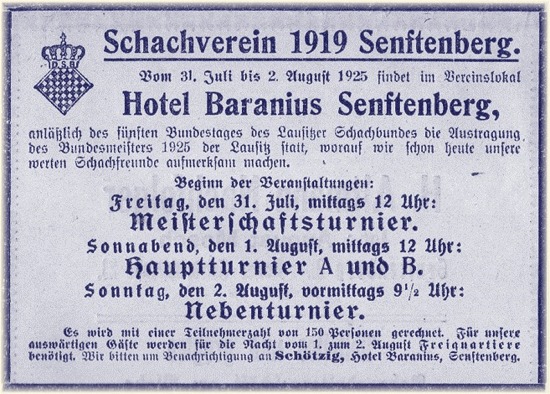 D.S.B.
Schachverein 1919 Senftenberg.
Vom 31. Juli bis 2. August 1925 findet im Vereinslokal
Hotel Baranius Senftenberg,
anläßlich des fünften Bundestages des Lausitzer Schachbundes die Austragung
des Bundesmeisters 1925 der Lausitz statt, worauf wir schon heute unsere
werten Schachfreunde aufmerksam machen.
Beginn der Veranstaltungen:
Freitag, den 31. Juli, mittags 12 Uhr:
Meisterschaftsturnier.
Sonnabend, den 1. August, mittags 12 Uhr:
Hauptturnier A und B.
Sonntag, den 2. August, vormittags 9½ Uhr:
Nebenturnier.
Es wird mit einer Teilnehmerzahl von 150 Personen gerechnet. Für unsere
auswärtigen Gäste werden für die Nacht vom 1. zum 2. August Freiquartiere
benötigt. Wir bitten um Benachrichtigung an Schötzig, Hotel Baranius, Senftenberg.